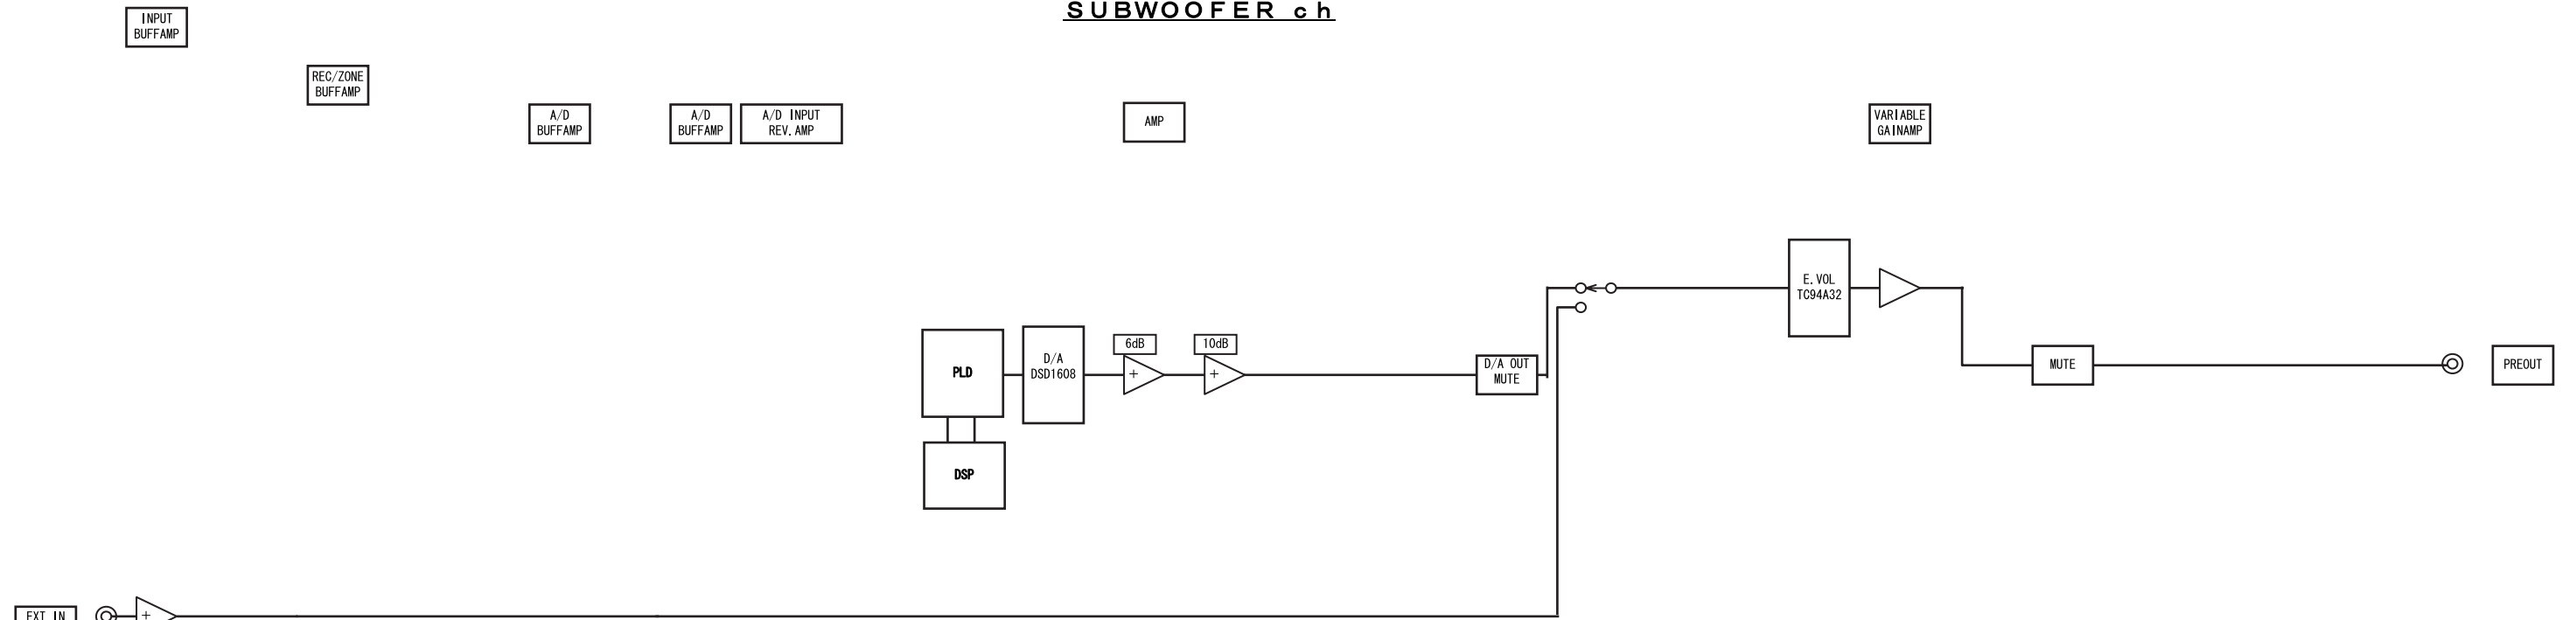 SUBWOOFER ch
INPUT
BUFFAMP
REC/ZONE
BUFFAMP
A/D
BUFFAMP
A/D
BUFFAMP
A/D INPUT
REV.AMP
AMP
VARIABLE
GAINAMP
E.VOL
TC94A32
PLD
D/A
DSD1608
6dB
+
10dB
+
D/A OUT
MUTE
MUTE
PREOUT
DSP
EXT IN
+